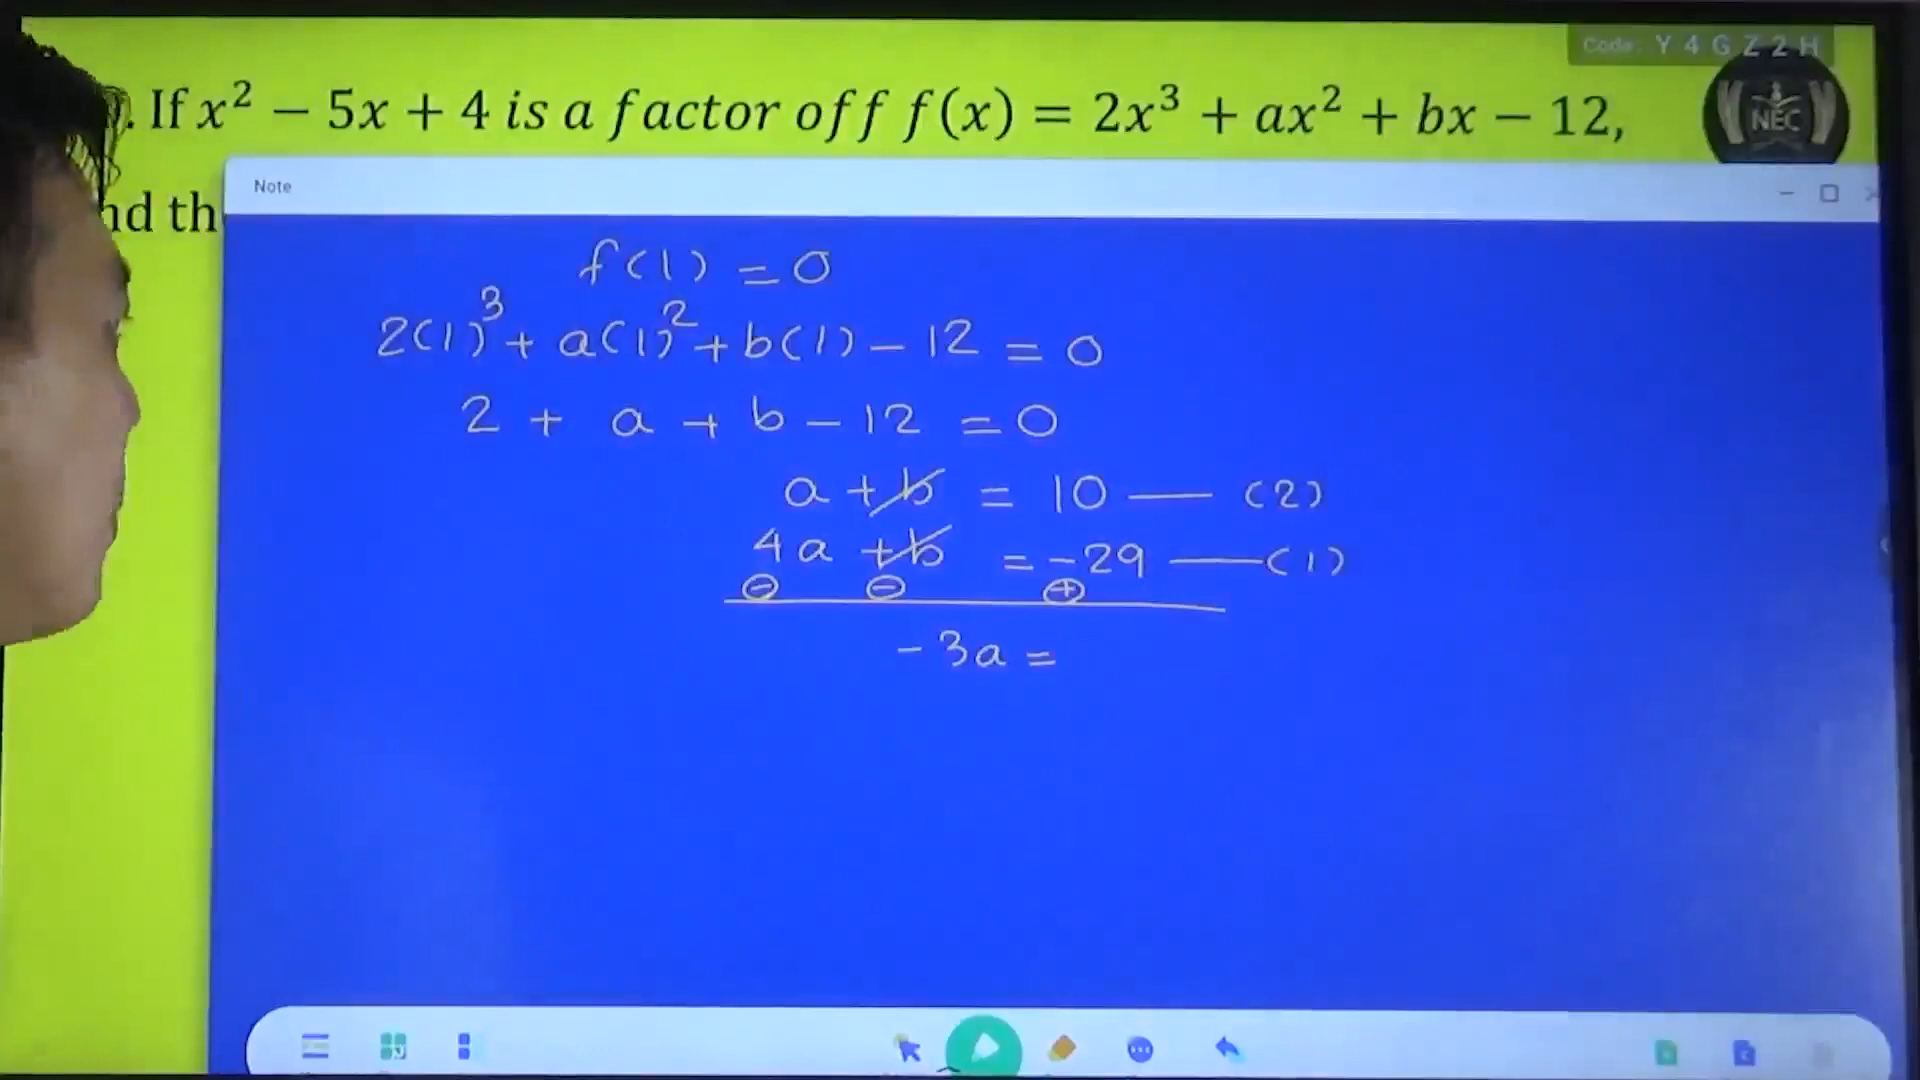 Code: Y 4 G Z 2 H
. If x² − 5x + 4 is a factor off f(x) = 2x³ + ax² + bx − 12,
NEC
nd th
Note
f(1) = 0
2(1)³ + a(1)² + b(1) − 12 = 0
2 + a + b − 12 = 0
a + b = 10 — (2)
4a + b = −29 — (1)
⊖ ⊖ ⊕
−3a =